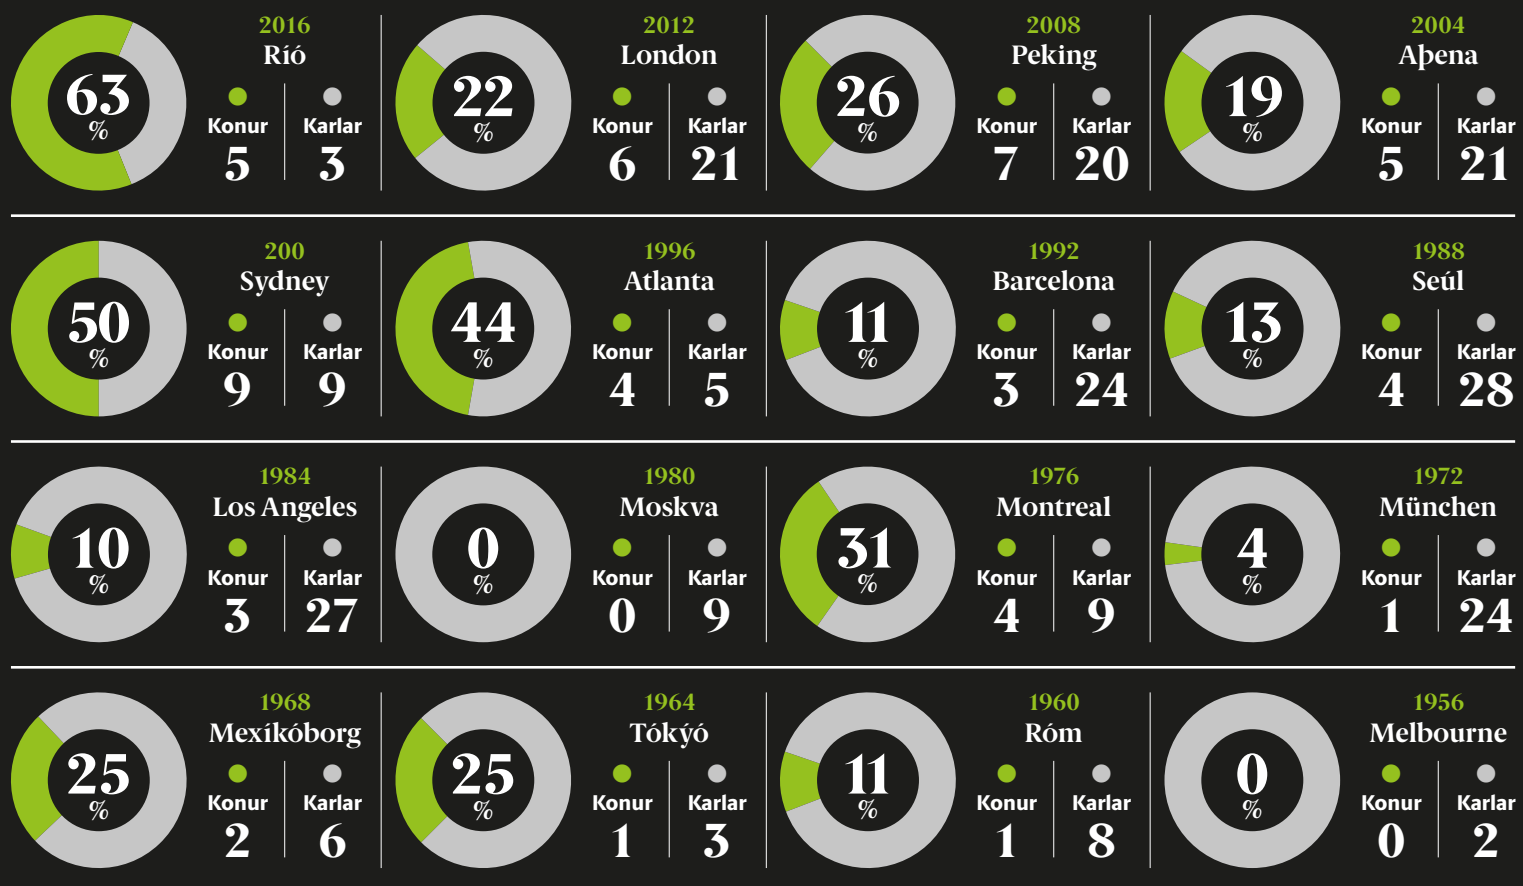 63
%
2016
Ríó
Konur Karlar
5 3
22
%
2012
London
Konur Karlar
6 21
26
%
2008
Peking
Konur Karlar
7 20
19
%
2004
Aþena
Konur Karlar
5 21
50
%
200
Sydney
Konur Karlar
9 9
44
%
1996
Atlanta
Konur Karlar
4 5
11
%
1992
Barcelona
Konur Karlar
3 24
13
%
1988
Seúl
Konur Karlar
4 28
10
%
1984
Los Angeles
Konur Karlar
3 27
0
%
1980
Moskva
Konur Karlar
0 9
31
%
1976
Montreal
Konur Karlar
4 9
4
%
1972
München
Konur Karlar
1 24
25
%
1968
Mexíkóborg
Konur Karlar
2 6
25
%
1964
Tókýó
Konur Karlar
1 3
11
%
1960
Róm
Konur Karlar
1 8
0
%
1956
Melbourne
Konur Karlar
0 2